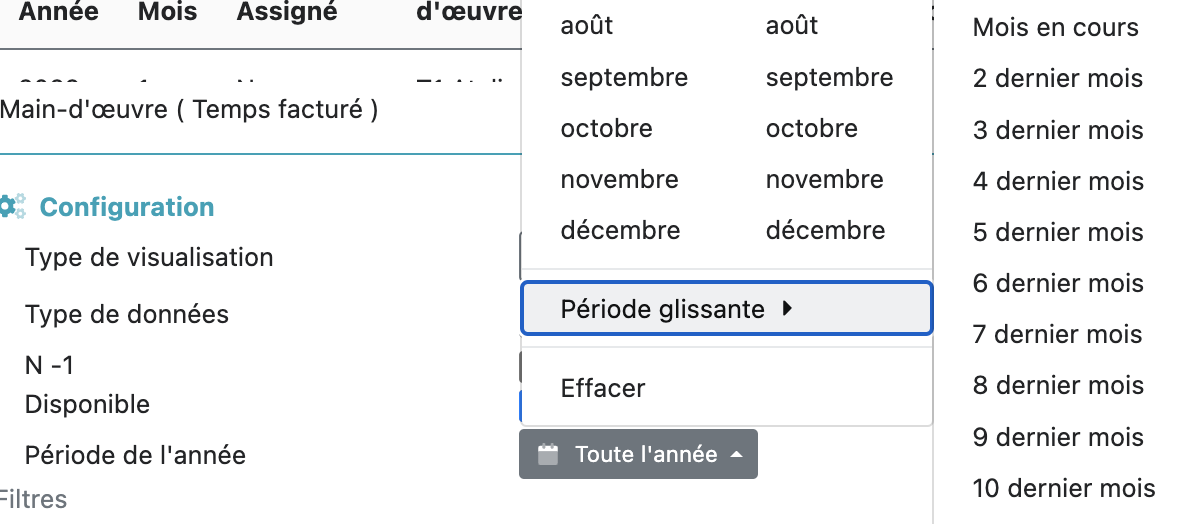 Année Mois Assigné d'œuvre
Main-d'œuvre ( Temps facturé )
Configuration
Type de visualisation
Type de données
N -1
Disponible
Période de l'année
Filtres
août août
septembre septembre
octobre octobre
novembre novembre
décembre décembre
Période glissante
Effacer
Toute l'année
Mois en cours
2 dernier mois
3 dernier mois
4 dernier mois
5 dernier mois
6 dernier mois
7 dernier mois
8 dernier mois
9 dernier mois
10 dernier mois